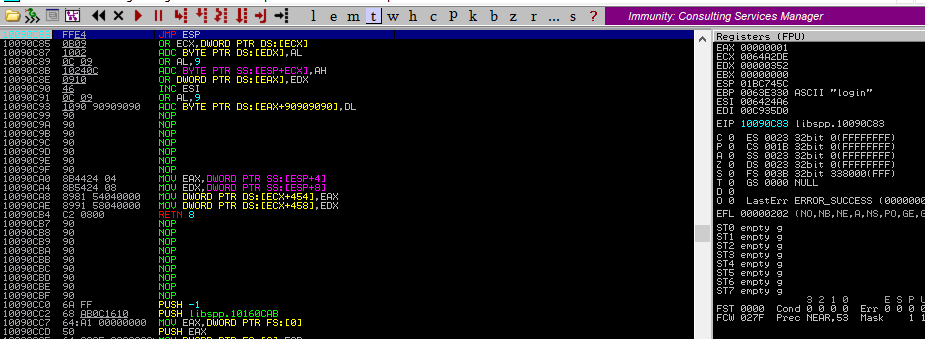 l e m t w h c p k b z r ... s ?
Immunity: Consulting Services Manager
FFE4 JMP ESP
10090C85 0B09 OR ECX,DWORD PTR DS:[ECX]
10090C87 1002 ADC BYTE PTR DS:[EDX],AL
10090C89 0C 09 OR AL,9
10090C8B 10240C ADC BYTE PTR SS:[ESP+ECX],AH
10090C8E 0910 OR DWORD PTR DS:[EAX],EDX
10090C90 46 INC ESI
10090C91 0C 09 OR AL,9
10090C93 1090 90909090 ADC BYTE PTR DS:[EAX+90909090],DL
10090C99 90 NOP
10090C9A 90 NOP
10090C9B 90 NOP
10090C9C 90 NOP
10090C9D 90 NOP
10090C9E 90 NOP
10090C9F 90 NOP
10090CA0 8B4424 04 MOV EAX,DWORD PTR SS:[ESP+4]
10090CA4 8B5424 08 MOV EDX,DWORD PTR SS:[ESP+8]
10090CA8 8981 54040000 MOV DWORD PTR DS:[ECX+454],EAX
10090CAE 8991 58040000 MOV DWORD PTR DS:[ECX+458],EDX
10090CB4 C2 0800 RETN 8
10090CB7 90 NOP
10090CB8 90 NOP
10090CB9 90 NOP
10090CBA 90 NOP
10090CBB 90 NOP
10090CBC 90 NOP
10090CBD 90 NOP
10090CBE 90 NOP
10090CBF 90 NOP
10090CC0 6A FF PUSH -1
10090CC2 68 AB0C1610 PUSH libspp.10160CAB
10090CC7 64:A1 00000000 MOV EAX,DWORD PTR FS:[0]
10090CCD 50 PUSH EAX
Registers (FPU)
EAX 00000001
ECX 0064A2DE
EDX 00000352
EBX 00000000
ESP 01BC745C
EBP 0063E330 ASCII "login"
ESI 006424A6
EDI 00C935D0
EIP 10090C83 libspp.10090C83
C 0 ES 0023 32bit 0(FFFFFFFF)
P 0 CS 001B 32bit 0(FFFFFFFF)
A 0 SS 0023 32bit 0(FFFFFFFF)
Z 0 DS 0023 32bit 0(FFFFFFFF)
S 0 FS 003B 32bit 338000(FFF)
T 0 GS 0000 NULL
D 0
O 0 LastErr ERROR_SUCCESS (0000000
EFL 00000202 (NO,NB,NE,A,NS,PO,GE,G
ST0 empty g
ST1 empty g
ST2 empty g
ST3 empty g
ST4 empty g
ST5 empty g
ST6 empty g
ST7 empty g
3 2 1 0 E S P U
FST 0000 Cond 0 0 0 0 Err 0 0 0 0
FCW 027F Prec NEAR,53 Mask 1 1